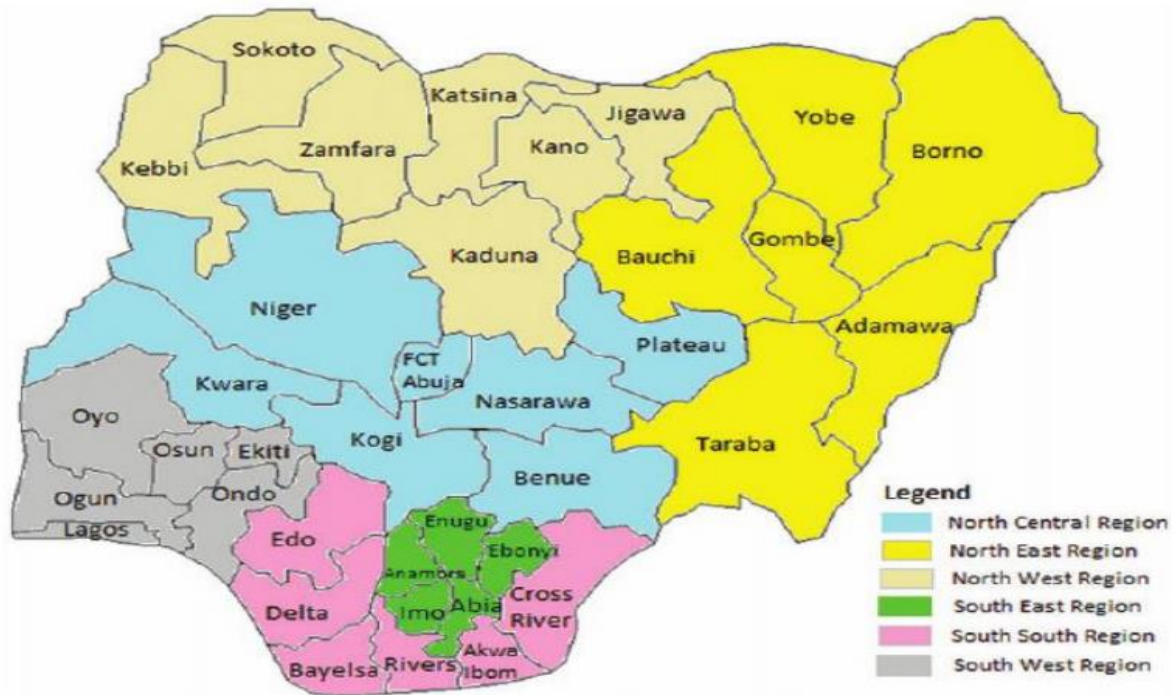 Sokoto
Katsina
Jigawa
Yobe
Borno
Kebbi
Zamfara
Kano
Kaduna
Bauchi
Gombe
Niger
Adamawa
Plateau
FCT
Abuja
Kwara
Nasarawa
Oyo
Kogi
Taraba
Osun
Ekiti
Benue
Ogun
Ondo
Lagos
Edo
Enugu
Ebonyi
Anambrs
Delta
Imo
Abia
Cross
River
Bayelsa
Rivers
Akwa
Ibom
Legend
North Central Region
North East Region
North West Region
South East Region
South South Region
South West Region